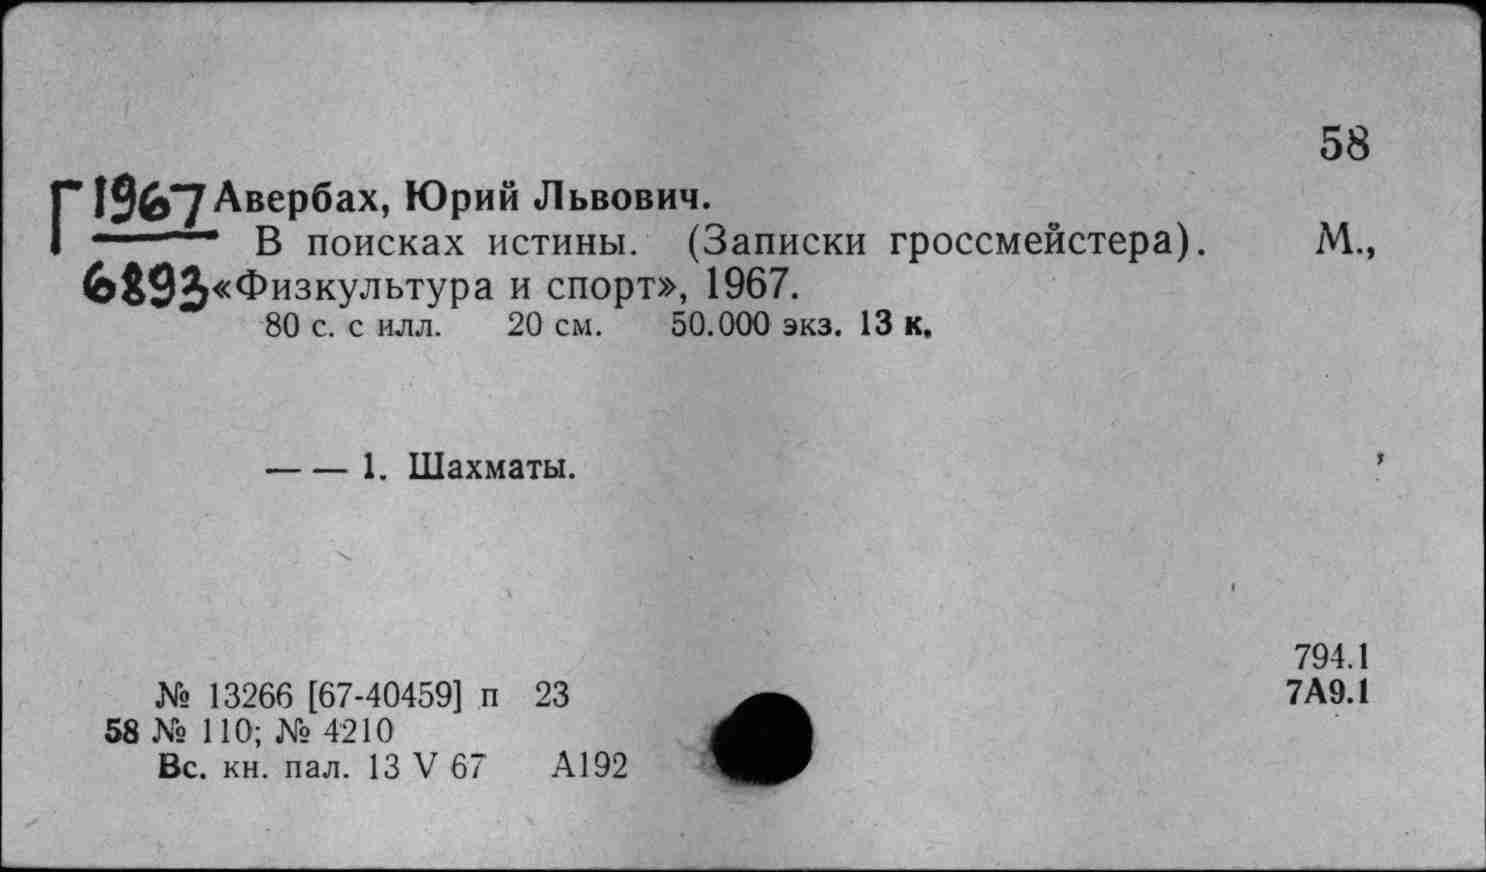 58
Г 1967 Авербах, Юрий Львович.
В поисках истины. (Записки гроссмейстера). М.,
6893 «Физкультура и спорт», 1967.
80 с. с илл. 20 см. 50.000 экз. 13 к.
— — 1. Шахматы.
794.1
№ 13266 [67-40459] п 23 7А9.1
58 № 110; № 4210
Вс. кн. пал. 13 V 67 А192